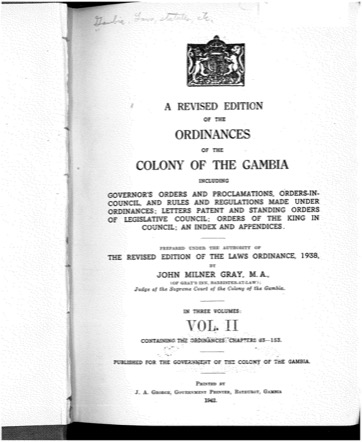 Gambia. Laws, statutes, etc.
A REVISED EDITION
OF THE
ORDINANCES
OF THE
COLONY OF THE GAMBIA
INCLUDING
GOVERNOR'S ORDERS AND PROCLAMATIONS, ORDERS-IN-
COUNCIL, AND RULES AND REGULATIONS MADE UNDER
ORDINANCES; LETTERS PATENT AND STANDING ORDERS
OF LEGISLATIVE COUNCIL; ORDERS OF THE KING IN
COUNCIL; AN INDEX AND APPENDICES.
PREPARED UNDER THE AUTHORITY OF
THE REVISED EDITION OF THE LAWS ORDINANCE, 1938,
BY
JOHN MILNER GRAY, M.A.,
(OF GRAY'S INN, BARRISTER-AT-LAW);
Judge of the Supreme Court of the Colony of the Gambia.
IN THREE VOLUMES:
VOL. II
CONTAINING THE ORDINANCES CHAPTERS 65—153.
PUBLISHED FOR THE GOVERNMENT OF THE COLONY OF THE GAMBIA.
PRINTED BY
J. A. GEORGE, GOVERNMENT PRINTER, BATHURST, GAMBIA
1942.